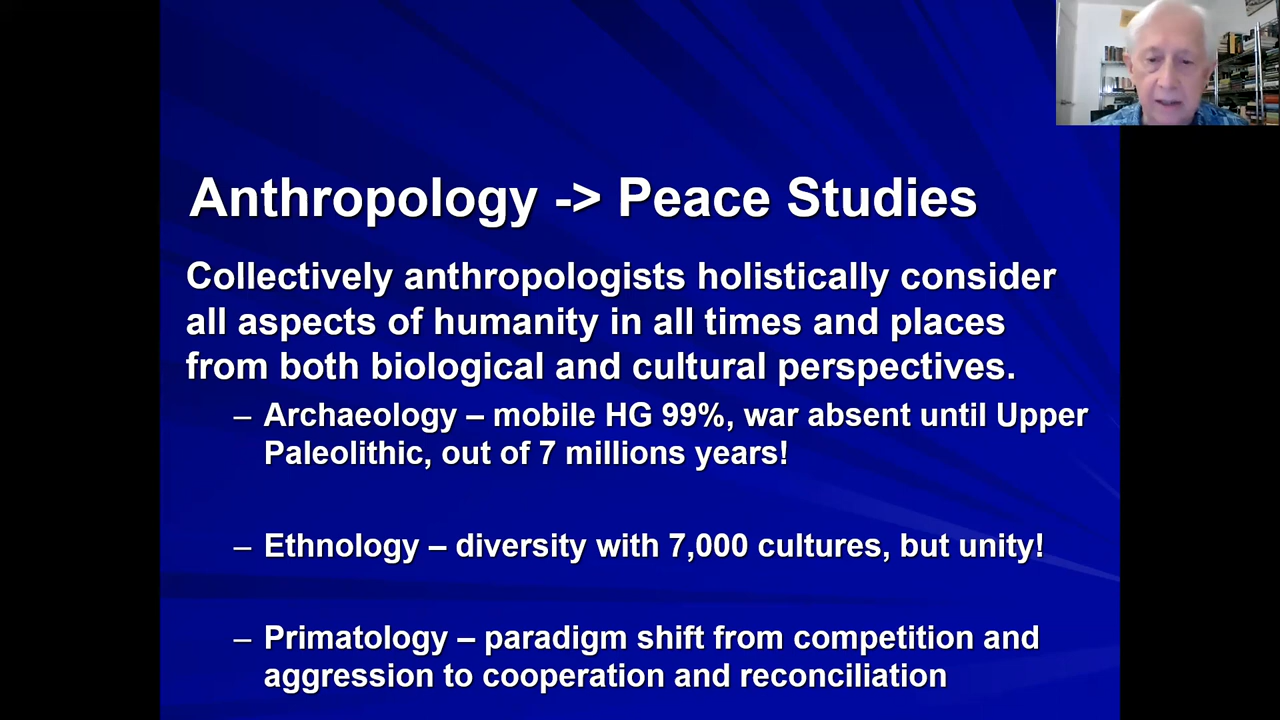 Anthropology -> Peace Studies
Collectively anthropologists holistically consider
all aspects of humanity in all times and places
from both biological and cultural perspectives.
– Archaeology – mobile HG 99%, war absent until Upper
Paleolithic, out of 7 millions years!
– Ethnology – diversity with 7,000 cultures, but unity!
– Primatology – paradigm shift from competition and
aggression to cooperation and reconciliation